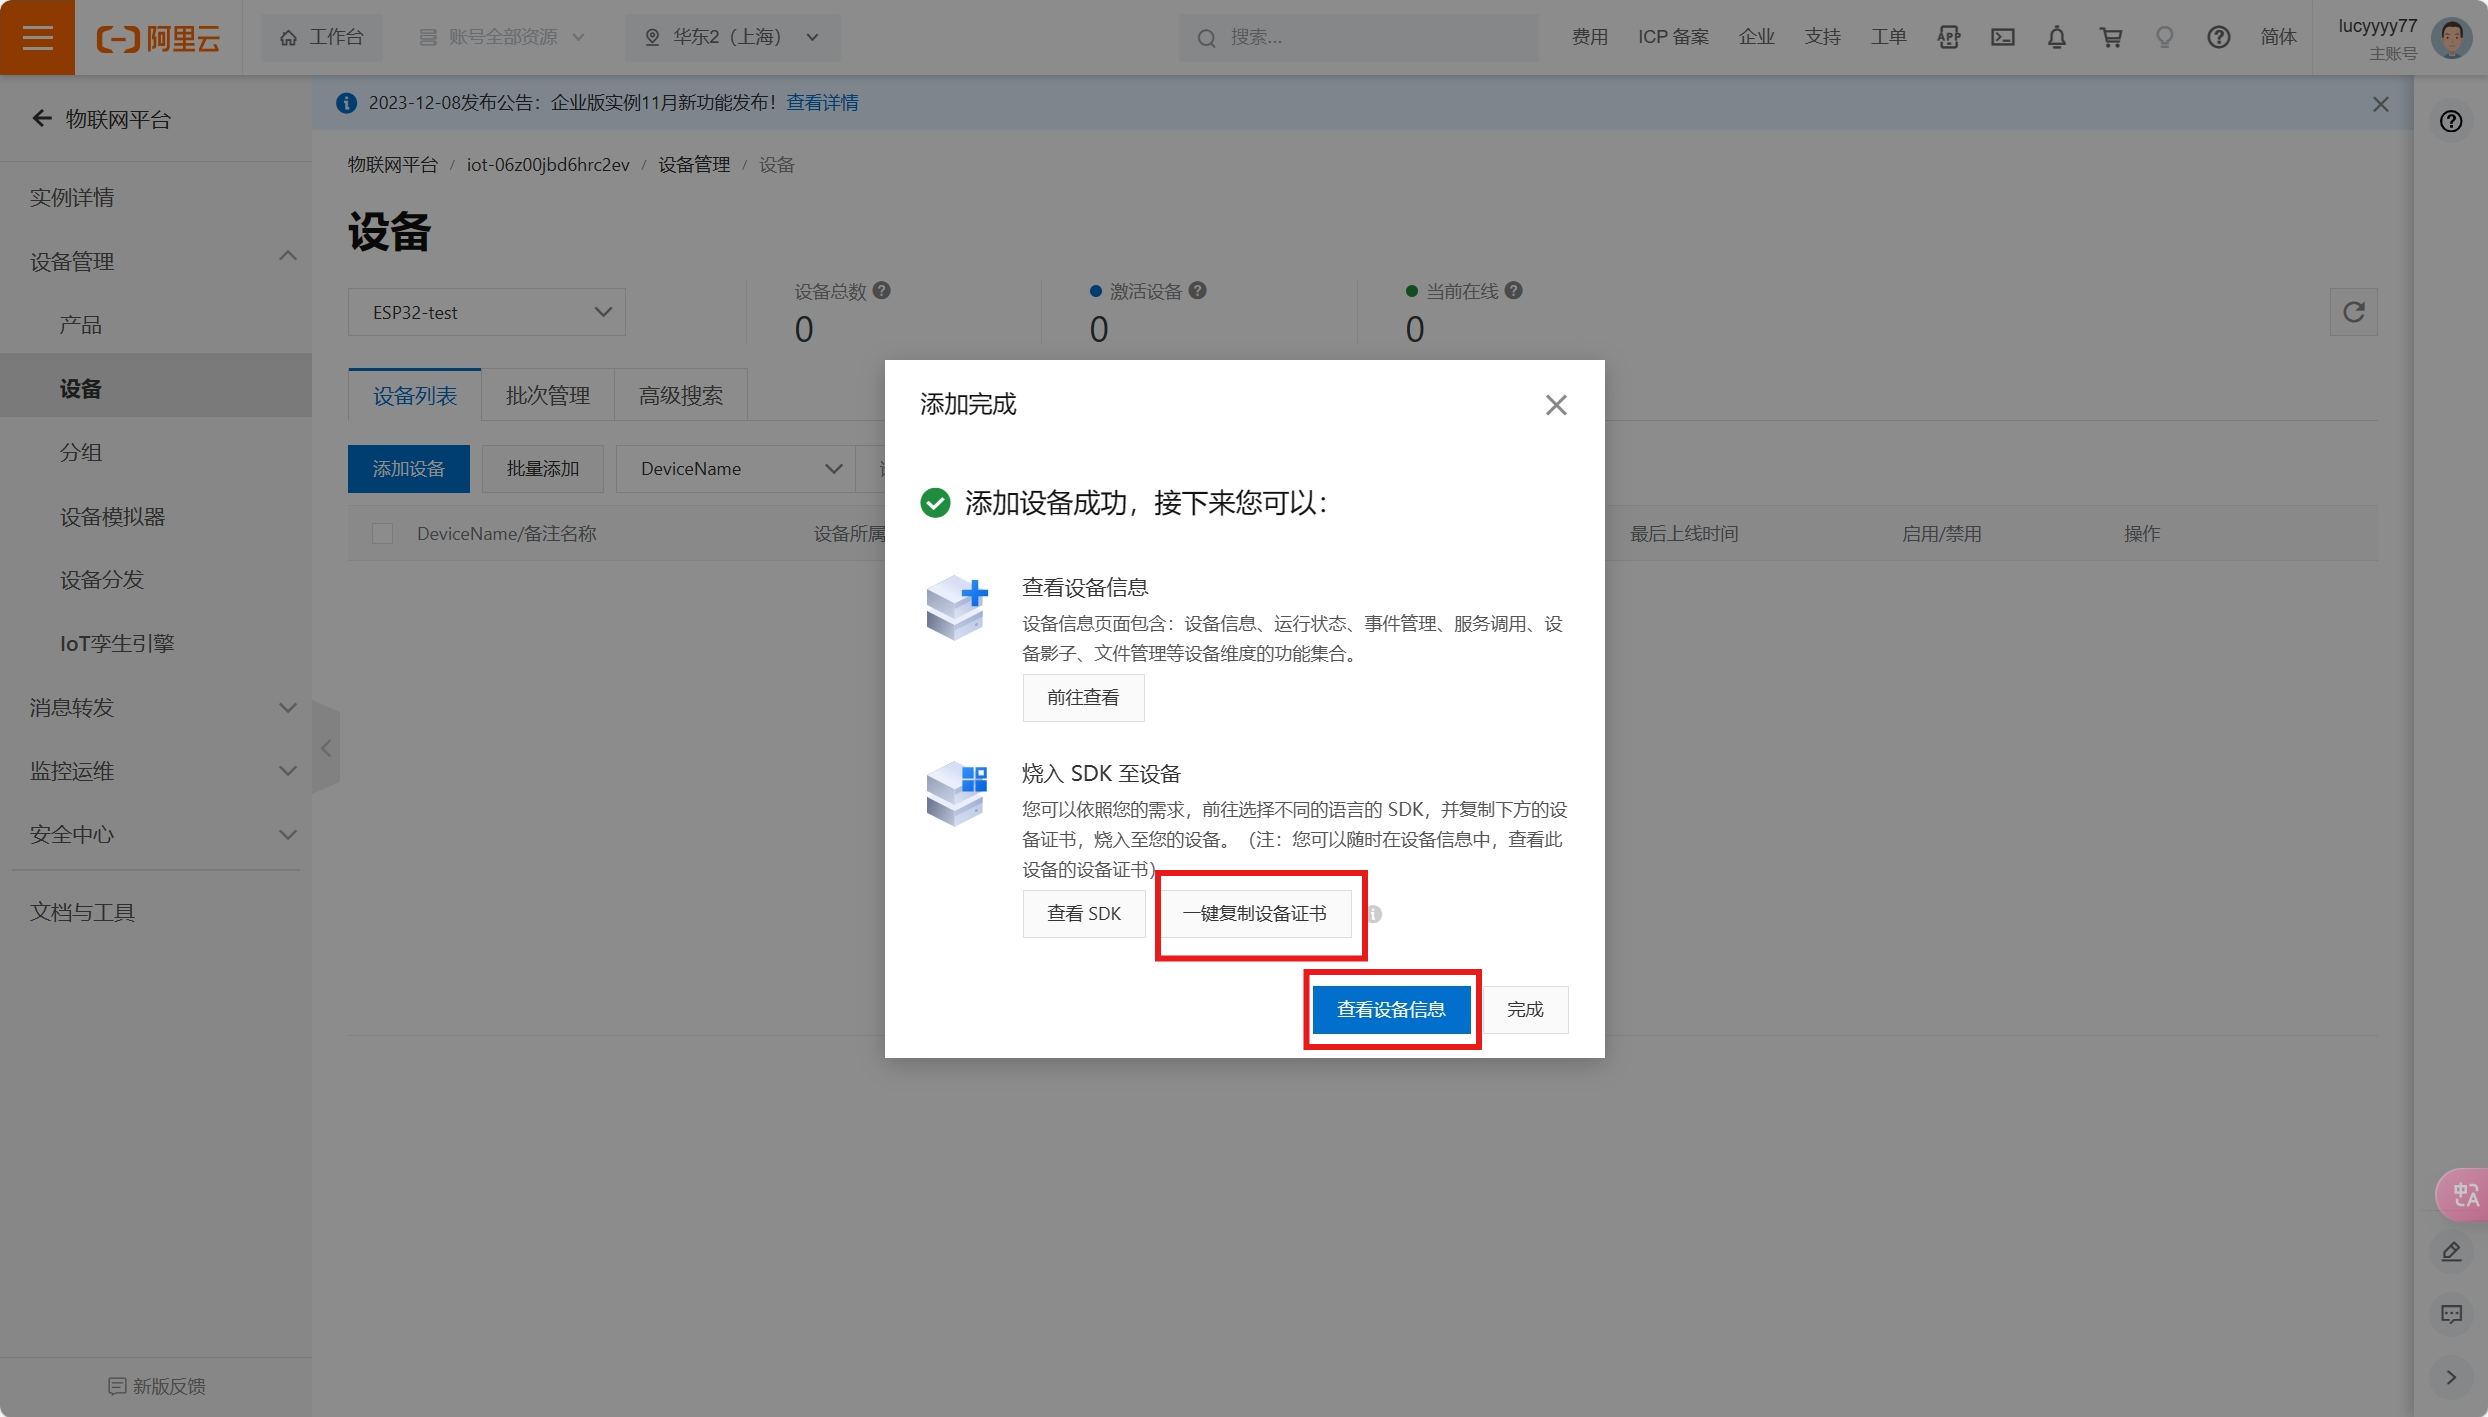 阿里云
工作台
账号全部资源
华东2（上海）
搜索...
费用
ICP 备案
企业
支持
工单
APP
简体
lucyyyy77
主账号
物联网平台
实例详情
设备管理
产品
设备
分组
设备模拟器
设备分发
IoT孪生引擎
消息转发
监控运维
安全中心
文档与工具
新版反馈
2023-12-08发布公告：企业版实例11月新功能发布！查看详情
物联网平台 / iot-06z00jbd6hrc2ev / 设备管理 / 设备
设备
ESP32-test
设备总数
0
激活设备
0
当前在线
0
设备列表
批次管理
高级搜索
添加设备
批量添加
DeviceName
DeviceName/备注名称
设备所属
最后上线时间
启用/禁用
操作
添加完成
添加设备成功，接下来您可以：
查看设备信息
设备信息页面包含：设备信息、运行状态、事件管理、服务调用、设
备影子、文件管理等设备维度的功能集合。
前往查看
烧入 SDK 至设备
您可以依照您的需求，前往选择不同的语言的 SDK，并复制下方的设
备证书，烧入至您的设备。（注：您可以随时在设备信息中，查看此
设备的设备证书）
查看 SDK
一键复制设备证书
查看设备信息
完成
中A